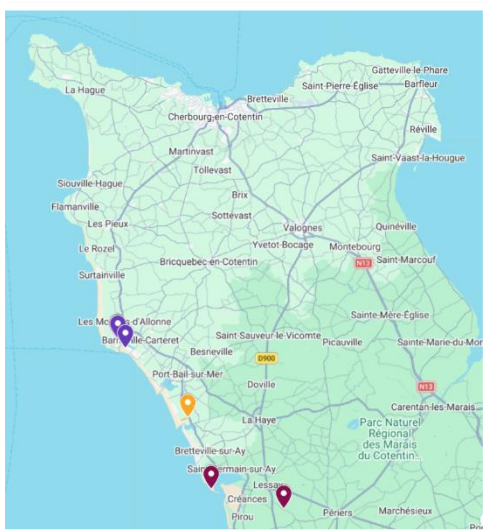 Gatteville-le-Phare
La Hague
Saint-Pierre-Église
Barfleur
Bretteville
Cherbourg-en-Cotentin
Réville
Martinvast
Saint-Vaast-la-Hougue
Tollevast
Siouville-Hague
Brix
Flamanville
Sottevast
Les Pieux
Valognes
Quinéville
Le Rozel
Yvetot-Bocage
Montebourg
Bricquebec-en-Cotentin
N13
Saint-Marcouf
Surtainville
Sainte-Mère-Église
Les M d'Allonne
Saint-Sauveur-le-Vicomte
Picauville
Sainte-Marie-du-Mon
Bar ville-Carteret
Besneville
D900
Port-Bail-sur-Mer
Doville
N13
Carentan-les-Marais
La Haye
Parc Naturel
Régional
des Marais
du Cotentin...
Bretteville-sur-Ay
Saint-Germain-sur-Ay
Lessay
Créances
Pirou
Périers
Marchésieux